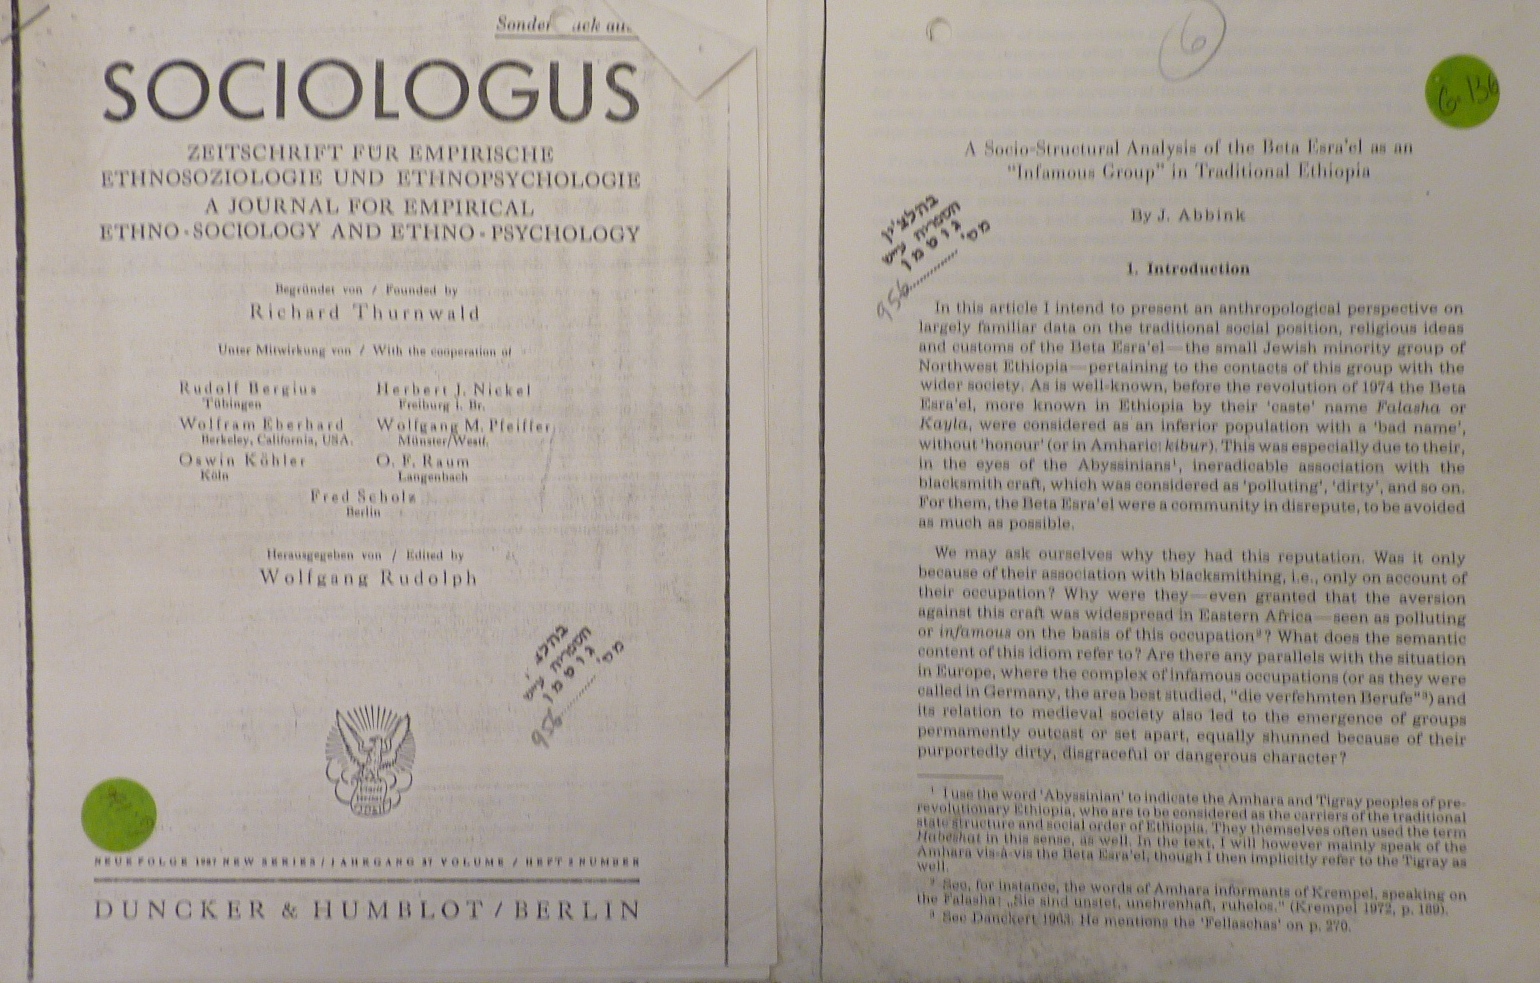 SOCIOLOGUS
ZEITSCHRIFT FÜR EMPIRISCHE
ETHNOSOZIOLOGIE UND ETHNOPSYCHOLOGIE
A JOURNAL FOR EMPIRICAL
ETHNO-SOCIOLOGY AND ETHNO-PSYCHOLOGY
Begründet von / Founded by
Richard Thurnwald
Unter Mitwirkung von / With the cooperation of
Rudolf Bergius
Tübingen
Herbert J. Nickel
Freiburg i. Br.
Wolfram Eberhard
Berkeley, California, USA.
Wolfgang M. Pfeiffer
Münster/Westf.
Oswin Köhler
Köln
O. F. Raum
Langenbach
Fred Scholz
Berlin
Herausgegeben von / Edited by
Wolfgang Rudolph
מס'
956
NEUE FOLGE 1987 NEW SERIES / JAHRGANG 37 VOLUME / HEFT 2 NUMBER
DUNCKER & HUMBLOT / BERLIN
6
6.136
A Socio-Structural Analysis of the Beta Esra'el as an
"Infamous Group" in Traditional Ethiopia
By J. Abbink
מס'
956
1. Introduction
In this article I intend to present an anthropological perspective on
largely familiar data on the traditional social position, religious ideas
and customs of the Beta Esra'el—the small Jewish minority group of
Northwest Ethiopia—pertaining to the contacts of this group with the
wider society. As is well-known, before the revolution of 1974 the Beta
Esra'el, more known in Ethiopia by their 'caste' name Falasha or
Kayla, were considered as an inferior population with a 'bad name',
without 'honour' (or in Amharic: kibur). This was especially due to their,
in the eyes of the Abyssinians¹, ineradicable association with the
blacksmith craft, which was considered as 'polluting', 'dirty', and so on.
For them, the Beta Esra'el were a community in disrepute, to be avoided
as much as possible.
We may ask ourselves why they had this reputation. Was it only
because of their association with blacksmithing, i.e., only on account of
their occupation? Why were they—even granted that the aversion
against this craft was widespread in Eastern Africa—seen as polluting
or infamous on the basis of this occupation²? What does the semantic
content of this idiom refer to? Are there any parallels with the situation
in Europe, where the complex of infamous occupations (or as they were
called in Germany, the area best studied, "die verfehmten Berufe"³) and
its relation to medieval society also led to the emergence of groups
permamently outcast or set apart, equally shunned because of their
purportedly dirty, disgraceful or dangerous character?
¹ I use the word 'Abyssinian' to indicate the Amhara and Tigray peoples of pre-
revolutionary Ethiopia, who are to be considered as the carriers of the traditional
state structure and social order of Ethiopia. They themselves often used the term
Habeshat in this sense, as well. In the text, I will however mainly speak of the
Amhara vis-à-vis the Beta Esra'el, though I then implicitly refer to the Tigray as
well.
² See, for instance, the words of Amhara informants of Krempel, speaking on
the Falasha: „Sie sind unstet, unehrenhaft, ruhelos." (Krempel 1972, p. 189).
³ See Danckert 1963. He mentions the 'Fellaschas' on p. 270.